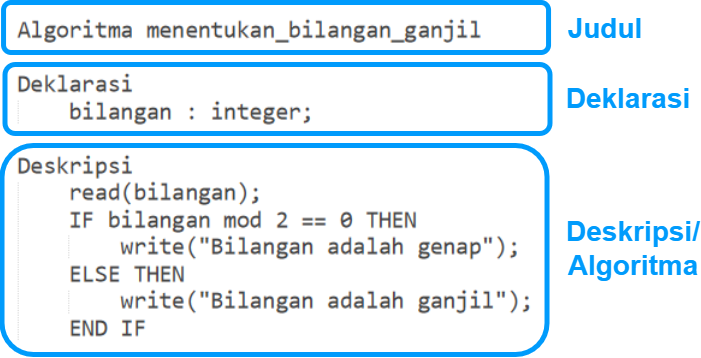 Algoritma menentukan_bilangan_ganjil
Judul
Deklarasi
bilangan : integer;
Deklarasi
Deskripsi
read(bilangan);
IF bilangan mod 2 == 0 THEN
write("Bilangan adalah genap");
ELSE THEN
write("Bilangan adalah ganjil");
END IF
Deskripsi/
Algoritma